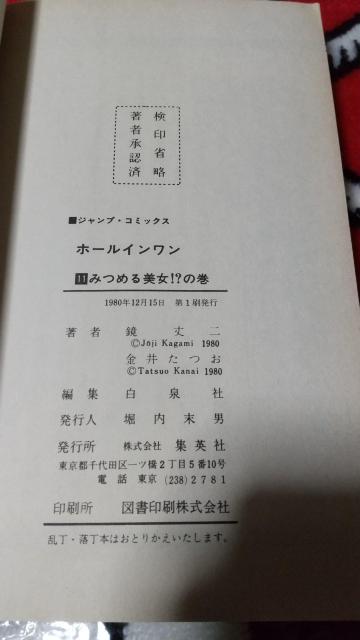 検印省略
著者承認済
■ジャンプ・コミックス
ホールインワン
11みつめる美女!?の巻
1980年12月15日 第1刷発行
著者 鏡丈二
©Jōji Kagami 1980
金井たつお
©Tatsuo Kanai 1980
編集 白泉社
発行人 堀内末男
発行所 株式会社 集英社
東京都千代田区一ツ橋2丁目5番10号
電話 東京 (238) 2781
印刷所 図書印刷株式会社
乱丁・落丁本はおとりかえいたします。